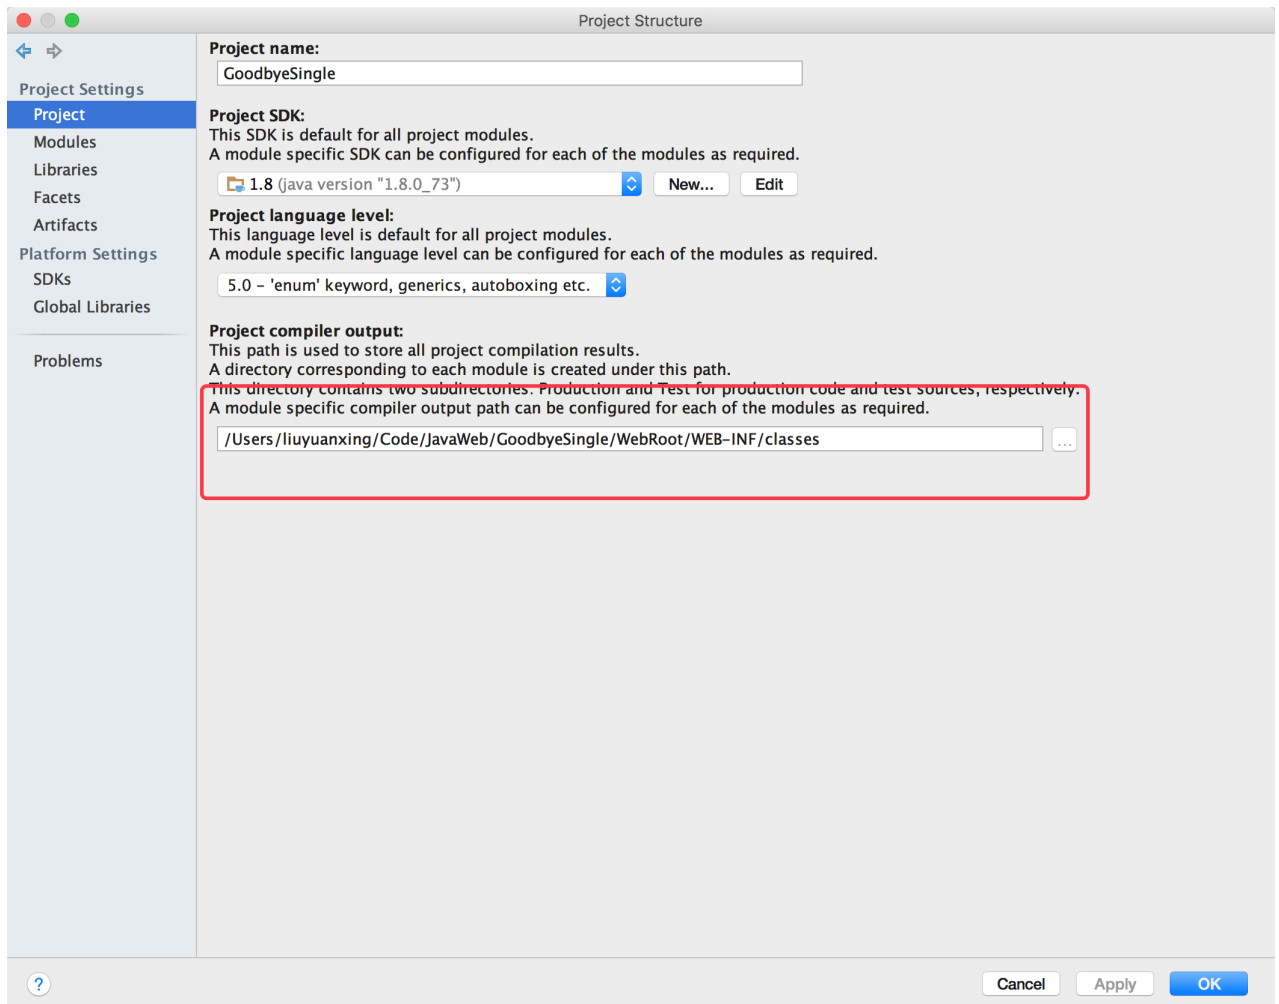 Project Structure
Project Settings
Project
Modules
Libraries
Facets
Artifacts
Platform Settings
SDKs
Global Libraries
Problems
Project name:
GoodbyeSingle
Project SDK:
This SDK is default for all project modules.
A module specific SDK can be configured for each of the modules as required.
1.8 (java version "1.8.0_73")
New...
Edit
Project language level:
This language level is default for all project modules.
A module specific language level can be configured for each of the modules as required.
5.0 – 'enum' keyword, generics, autoboxing etc.
Project compiler output:
This path is used to store all project compilation results.
A directory corresponding to each module is created under this path.
This directory contains two subdirectories: Production and Test for production code and test sources, respectively.
A module specific compiler output path can be configured for each of the modules as required.
/Users/liuyuanxing/Code/JavaWeb/GoodbyeSingle/WebRoot/WEB-INF/classes
...
?
Cancel
Apply
OK